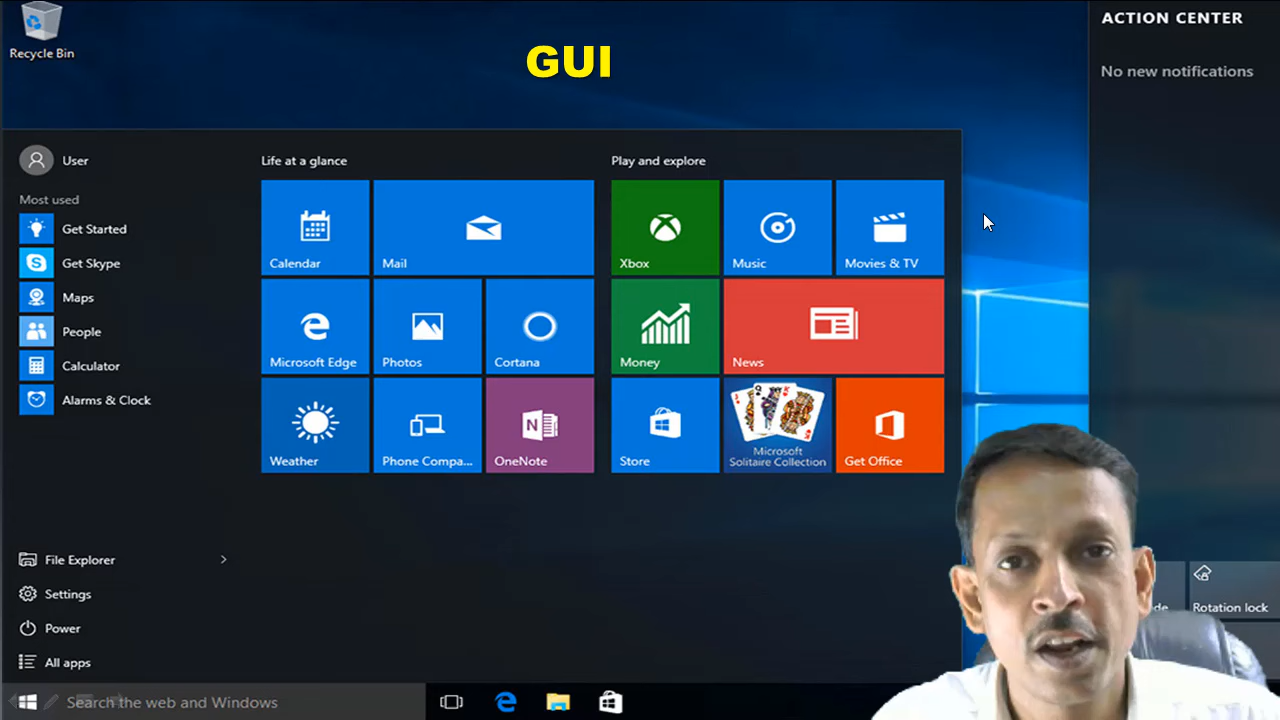 Recycle Bin
GUI
ACTION CENTER
No new notifications
User
Most used
Get Started
Get Skype
Maps
People
Calculator
Alarms & Clock
File Explorer
Settings
Power
All apps
Search the web and Windows
Life at a glance
Calendar
Mail
Microsoft Edge
Photos
Cortana
Weather
Phone Compa...
OneNote
Play and explore
Xbox
Music
Movies & TV
Money
News
Store
Microsoft
Solitaire Collection
Get Office
de
Rotation lock